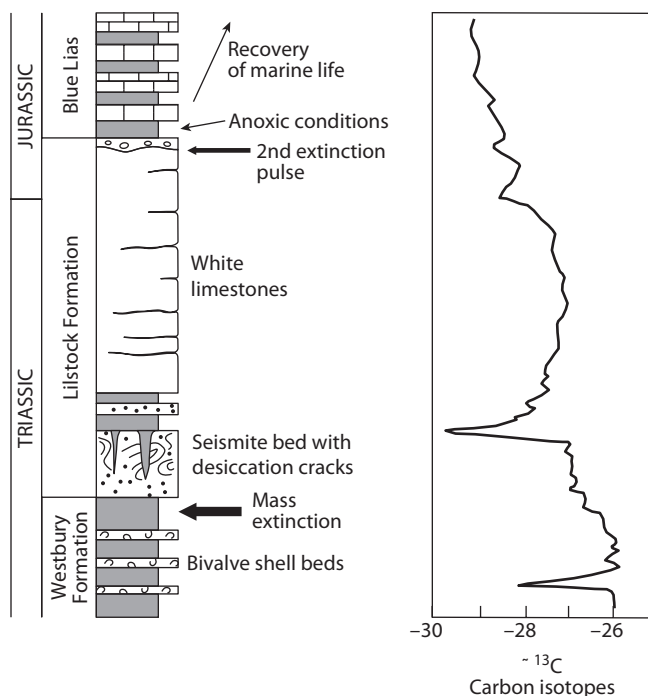 JURASSIC
TRIASSIC
Blue Lias
Lilstock Formation
Westbury
Formation
Recovery
of marine life
Anoxic conditions
2nd extinction
pulse
White
limestones
Seismite bed with
desiccation cracks
Mass
extinction
Bivalve shell beds
–30
–28
–26
~ 13C
Carbon isotopes